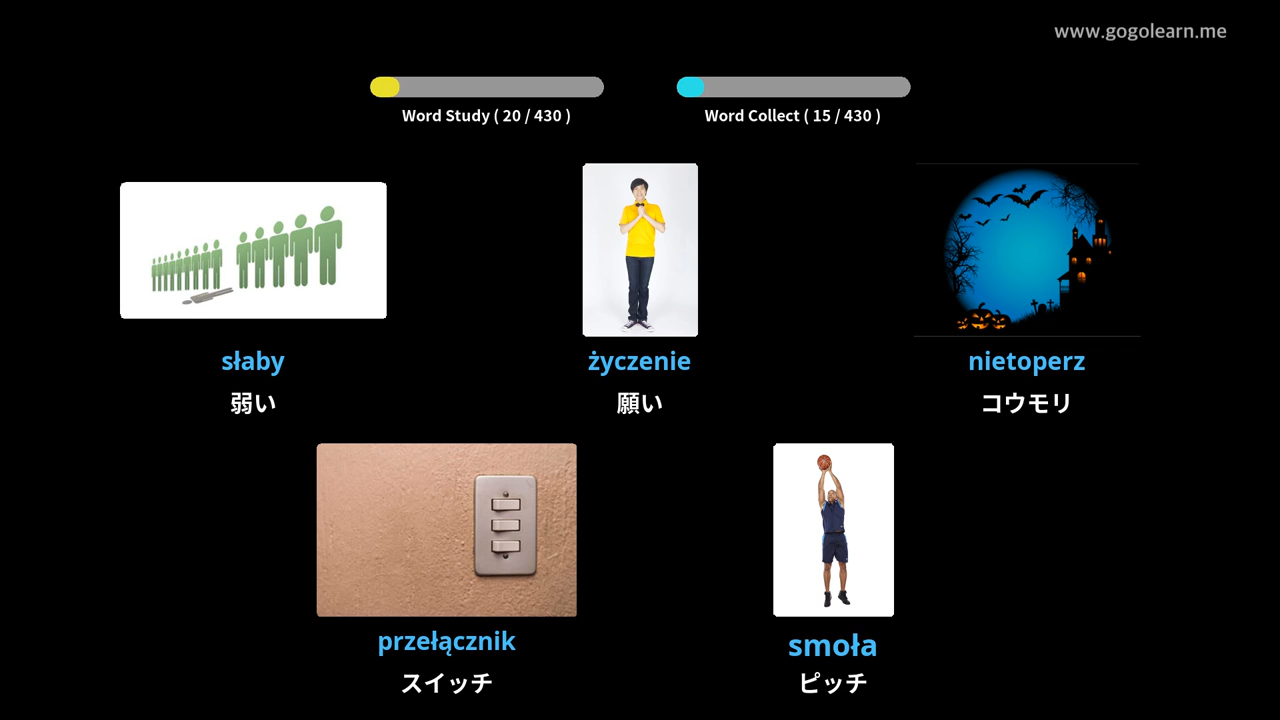 www.gogolearn.me
Word Study ( 20 / 430 )
Word Collect ( 15 / 430 )
słaby
弱い
życzenie
願い
nietoperz
コウモリ
przełącznik
スイッチ
smoła
ピッチ